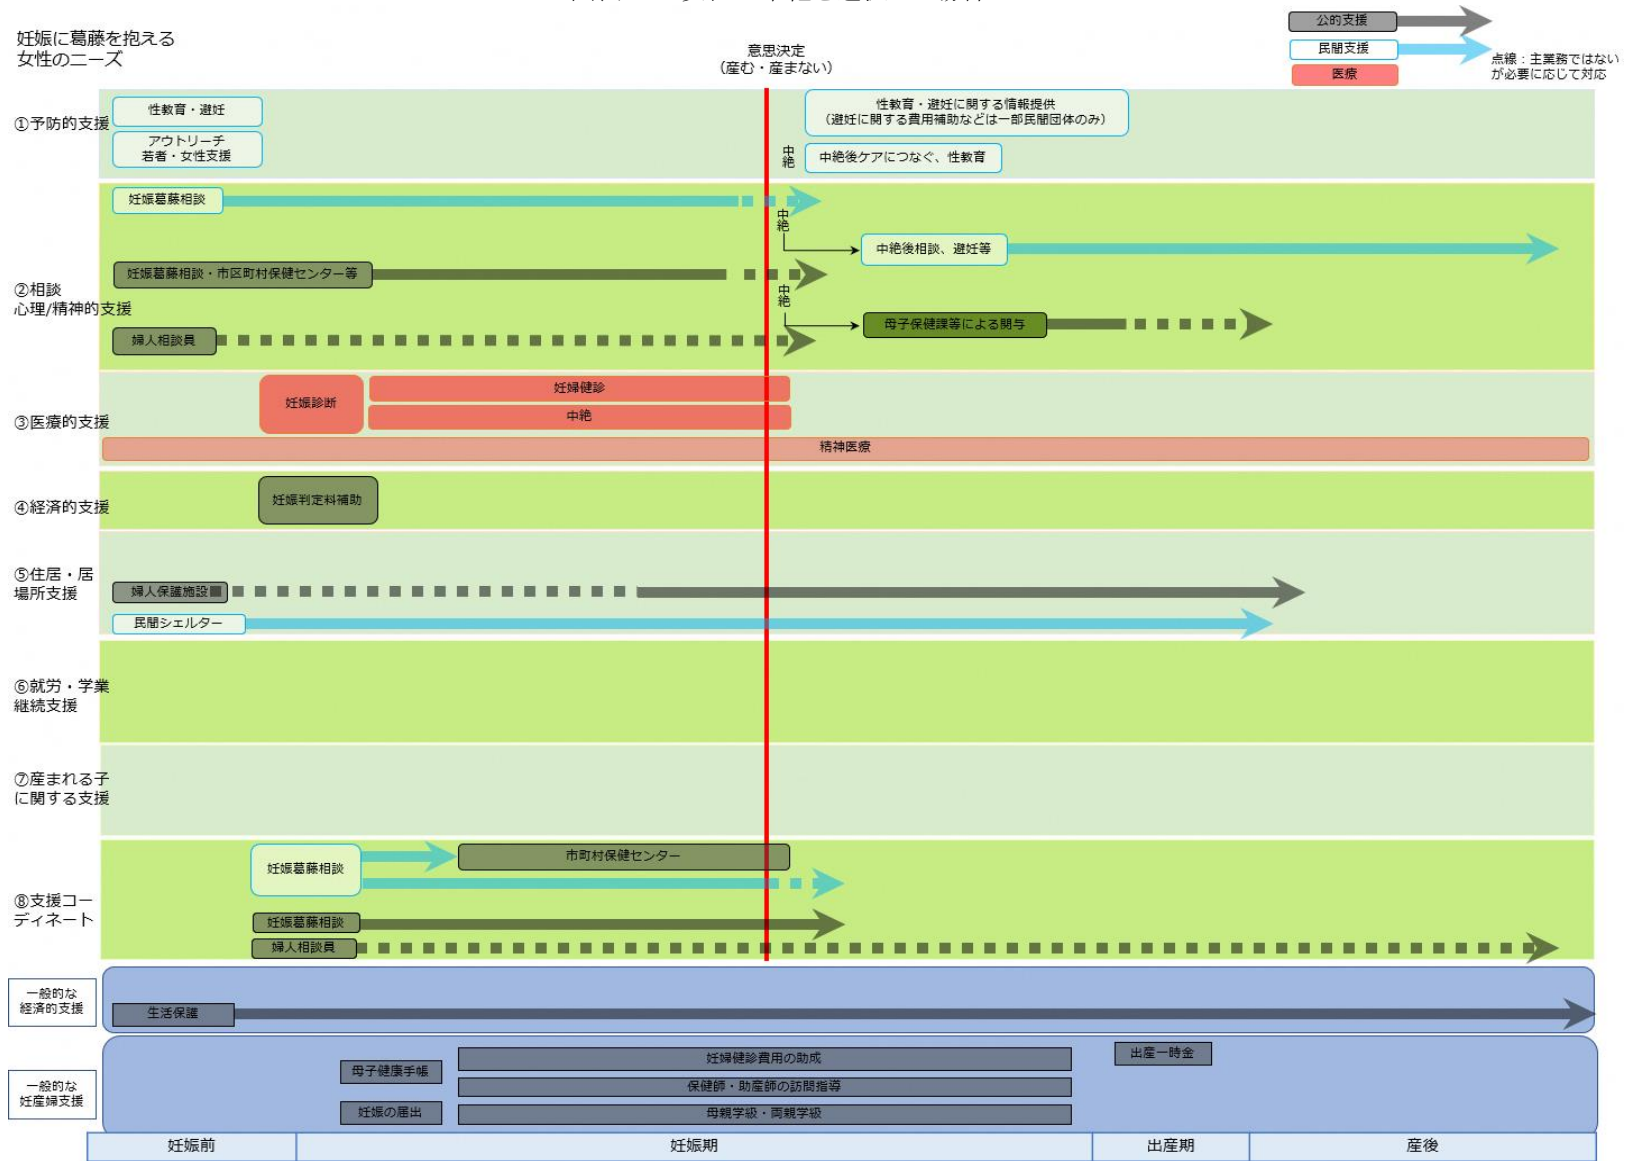 公的支援
民間支援
医療
点線：主業務ではない
が必要に応じて対応
妊娠に葛藤を抱える
女性のニーズ
意思決定
（産む・産まない）
①予防的支援
性教育・避妊
アウトリーチ
若者・女性支援
性教育・避妊に関する情報提供
（避妊に関する費用補助などは一部民間団体のみ）
中絶
中絶後ケアにつなぐ、性教育
②相談
心理/精神的支援
妊娠葛藤相談
中絶
中絶後相談、避妊等
妊娠葛藤相談・市区町村保健センター等
中絶
母子保健課等による関与
婦人相談員
③医療的支援
妊娠診断
妊婦健診
中絶
精神医療
④経済的支援
妊娠判定料補助
⑤住居・居
場所支援
婦人保護施設
民間シェルター
⑥就労・学業
継続支援
⑦産まれる子
に関する支援
⑧支援コー
ディネート
妊娠葛藤相談
市町村保健センター
妊娠葛藤相談
婦人相談員
一般的な
経済的支援
生活保護
一般的な
妊産婦支援
母子健康手帳
妊娠の届出
妊婦健診費用の助成
保健師・助産師の訪問指導
母親学級・両親学級
出産一時金
妊娠前
妊娠期
出産期
産後